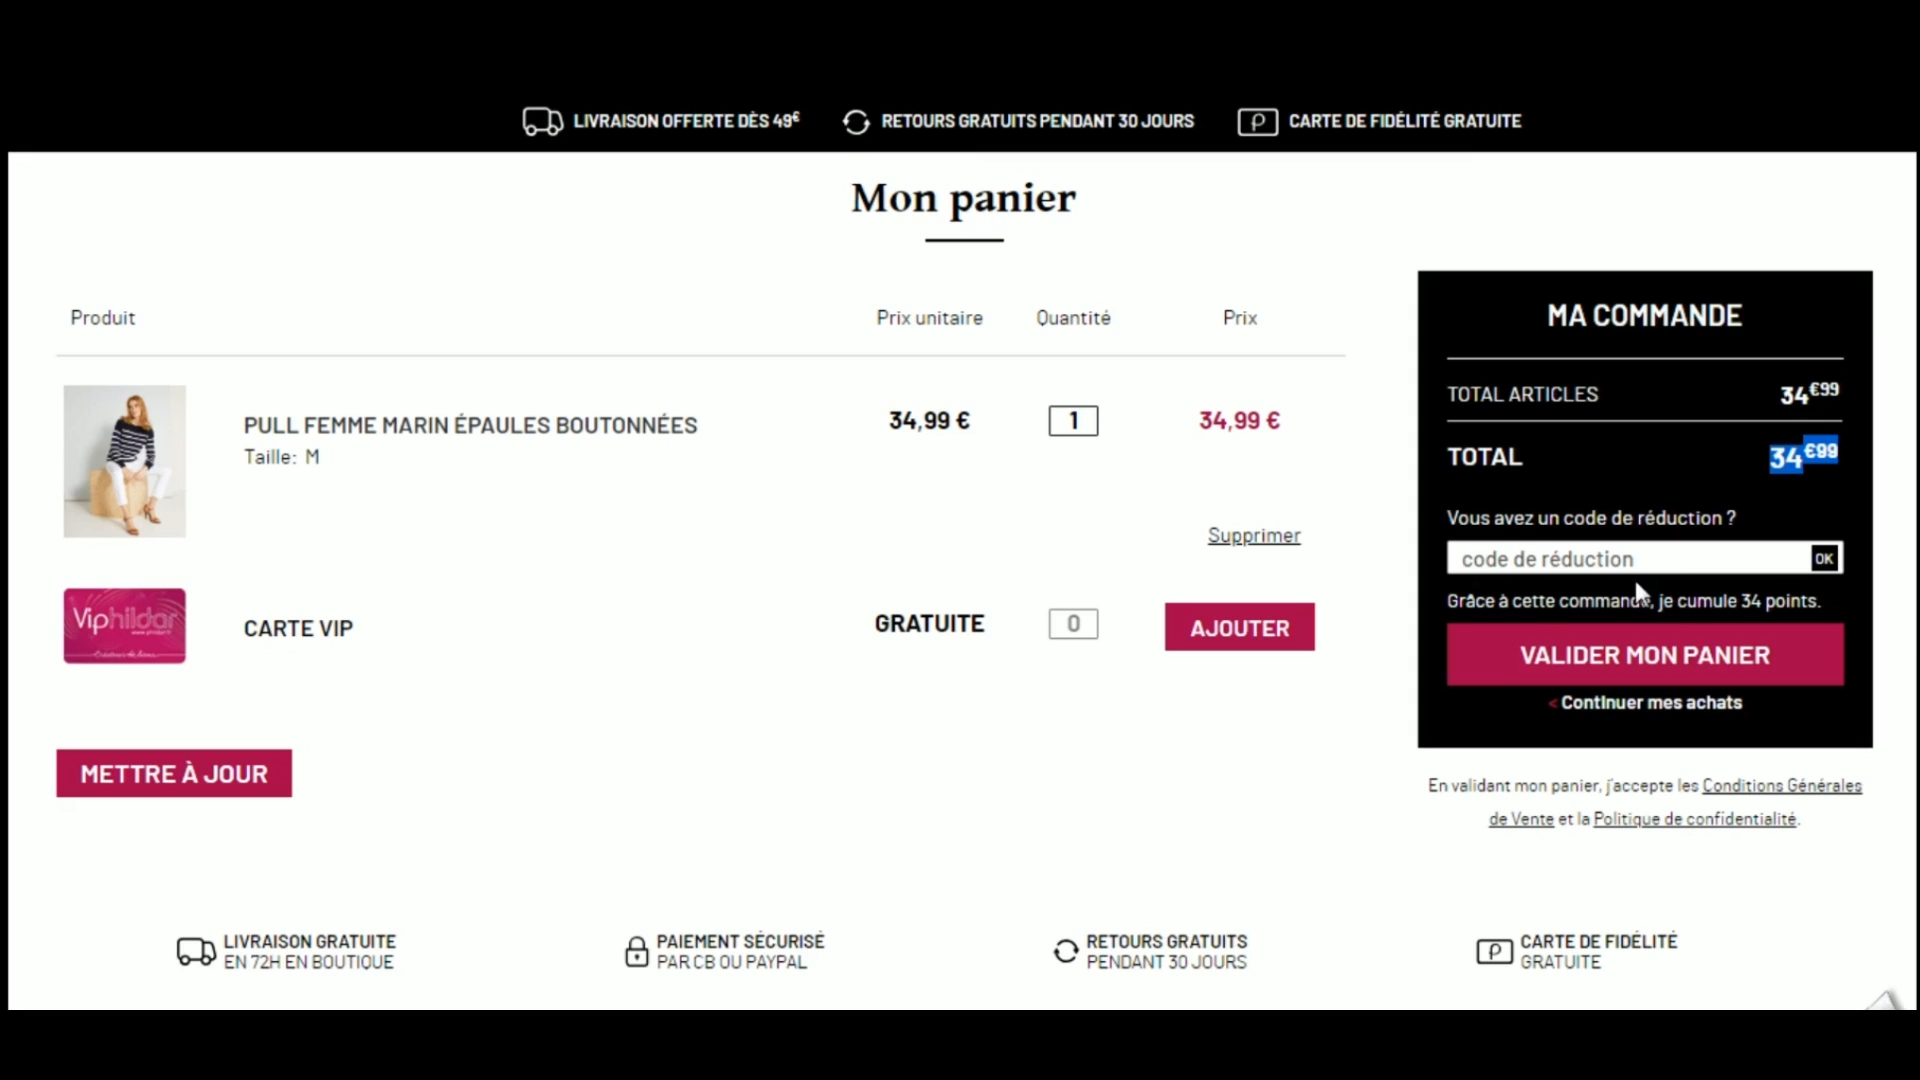 LIVRAISON OFFERTE DÈS 49€
RETOURS GRATUITS PENDANT 30 JOURS
CARTE DE FIDÉLITÉ GRATUITE
Mon panier
Produit
Prix unitaire
Quantité
Prix
PULL FEMME MARIN ÉPAULES BOUTONNÉES
Taille: M
34,99 €
1
34,99 €
Supprimer
Viphildar
CARTE VIP
GRATUITE
0
AJOUTER
METTRE À JOUR
MA COMMANDE
TOTAL ARTICLES
34€99
TOTAL
34€99
Vous avez un code de réduction ?
code de réduction
OK
Grâce à cette commande, je cumule 34 points.
VALIDER MON PANIER
< Continuer mes achats
En validant mon panier, j'accepte les Conditions Générales
de Vente et la Politique de confidentialité.
LIVRAISON GRATUITE
EN 72H EN BOUTIQUE
PAIEMENT SÉCURISÉ
PAR CB OU PAYPAL
RETOURS GRATUITS
PENDANT 30 JOURS
CARTE DE FIDÉLITÉ
GRATUITE